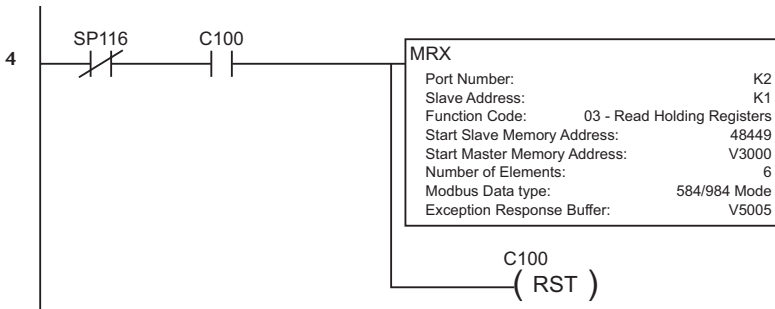 4
SP116 C100
MRX
Port Number: K2
Slave Address: K1
Function Code: 03 - Read Holding Registers
Start Slave Memory Address: 48449
Start Master Memory Address: V3000
Number of Elements: 6
Modbus Data type: 584/984 Mode
Exception Response Buffer: V5005
C100
( RST )